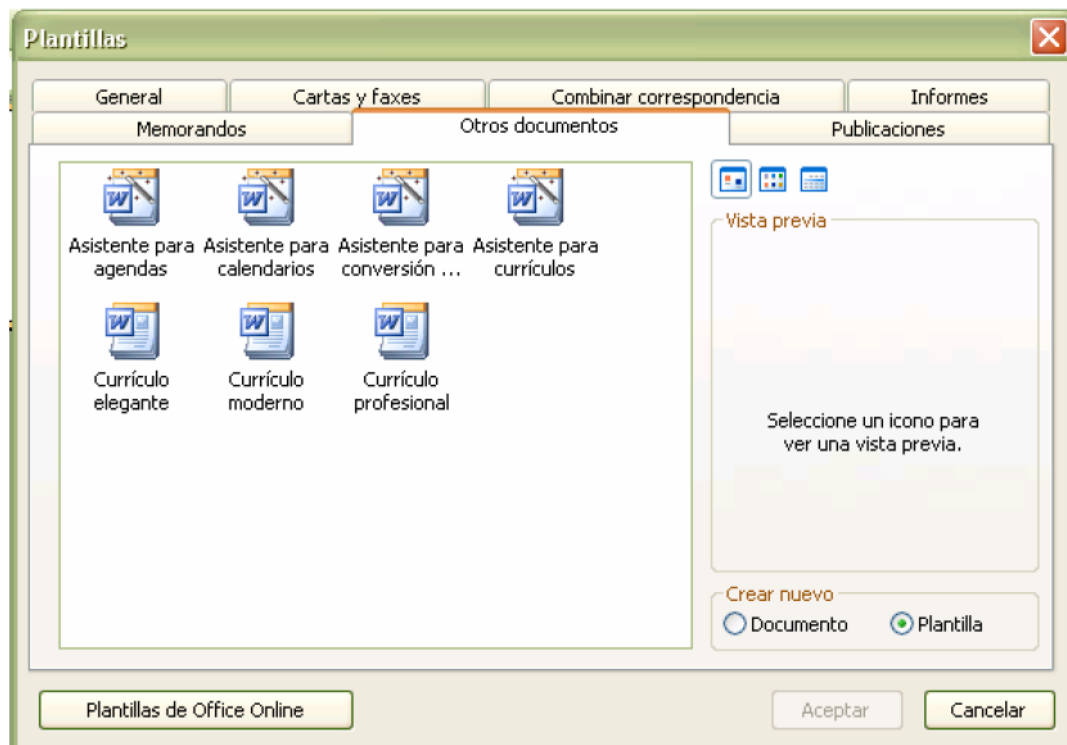 Plantillas
General
Cartas y faxes
Combinar correspondencia
Informes
Memorandos
Otros documentos
Publicaciones
Asistente para
agendas
Asistente para
calendarios
Asistente para
conversión ...
Asistente para
currículos
Currículo
elegante
Currículo
moderno
Currículo
profesional
Vista previa
Seleccione un icono para
ver una vista previa.
Crear nuevo
Documento
Plantilla
Plantillas de Office Online
Aceptar
Cancelar